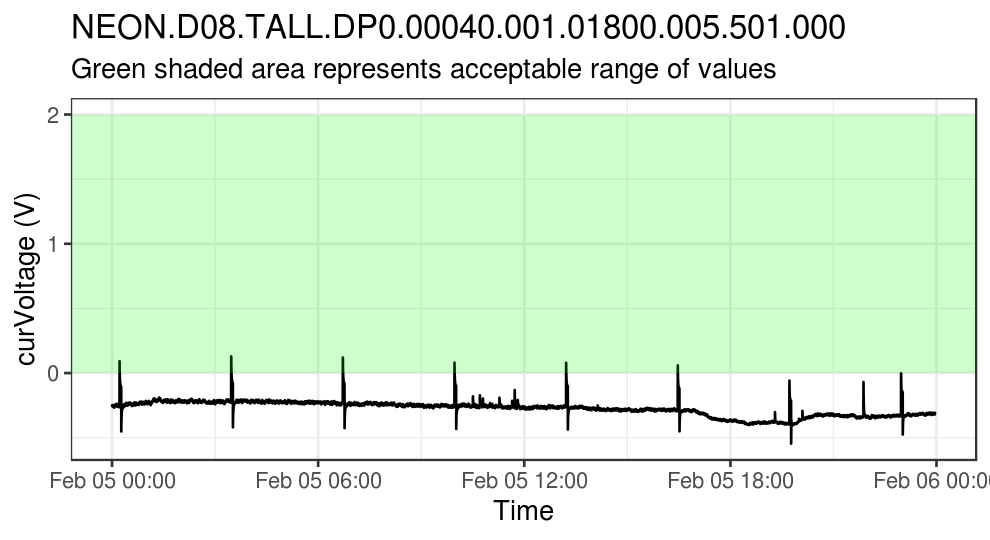 NEON.D08.TALL.DP0.00040.001.01800.005.501.000
Green shaded area represents acceptable range of values
curVoltage (V)
2
1
0
Feb 05 00:00 Feb 05 06:00 Feb 05 12:00 Feb 05 18:00 Feb 06 00:0
Time